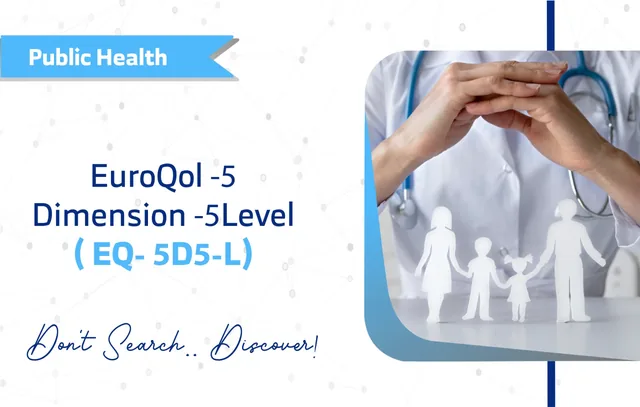 Public Health
EuroQol -5
Dimension -5Level
( EQ- 5D5-L)
Don't Search.. Discover!